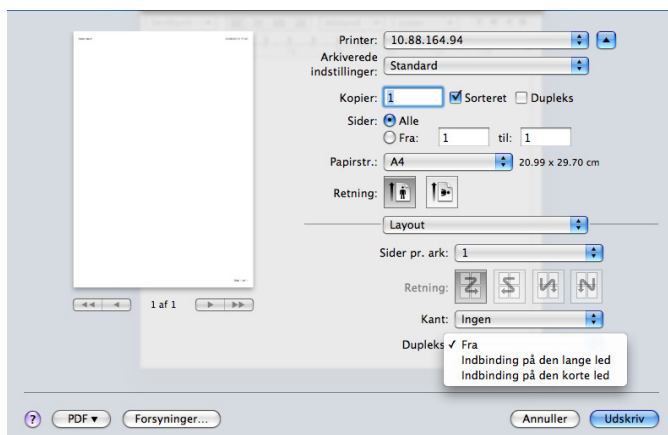 Printer: 10.88.164.94
Arkiverede
indstillinger: Standard
Kopier: 1 Sorteret Dupleks
Sider: Alle
Fra: 1 til: 1
Papirstr.: A4 20.99 x 29.70 cm
Retning:
Layout
Sider pr. ark: 1
Retning:
1 af 1
Kant: Ingen
Dupleks ✓ Fra
Indbinding på den lange led
Indbinding på den korte led
? PDF ▼ Forsyninger... Annuller Udskriv